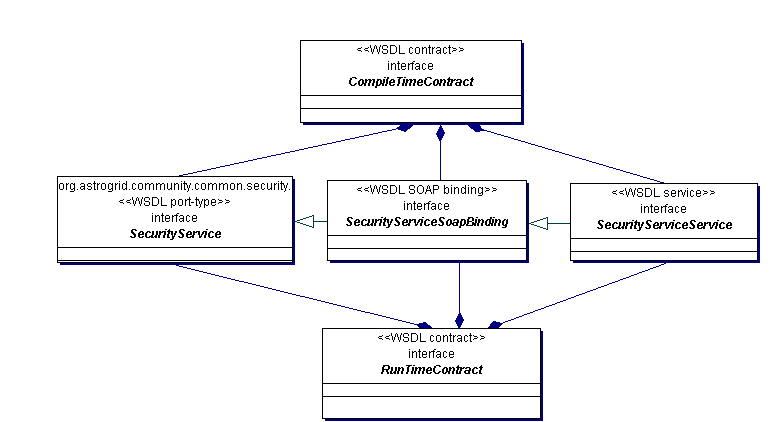 <<WSDL contract>>
interface
CompileTimeContract
org.astrogrid.community.common.security.
<<WSDL port-type>>
interface
SecurityService
<<WSDL SOAP binding>>
interface
SecurityServiceSoapBinding
<<WSDL service>>
interface
SecurityServiceService
<<WSDL contract>>
interface
RunTimeContract